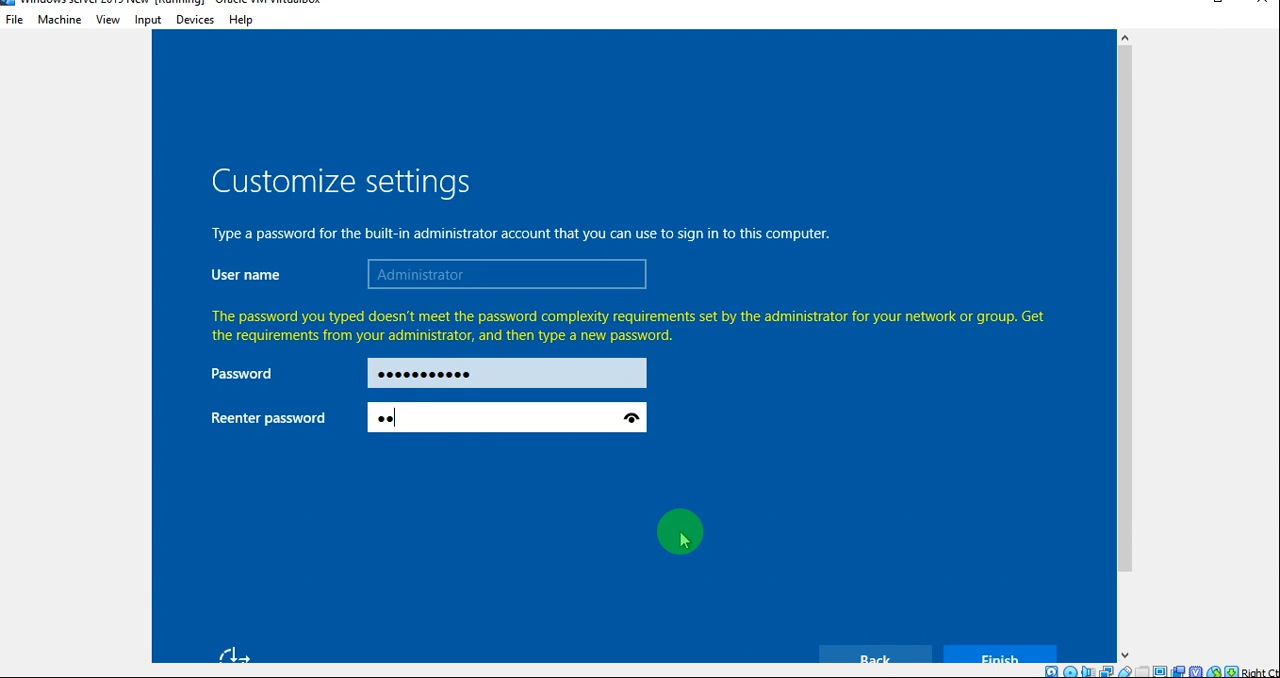 Windows server 2019 New [Running] - Oracle VM VirtualBox
File Machine View Input Devices Help
Customize settings
Type a password for the built-in administrator account that you can use to sign in to this computer.
User name Administrator
The password you typed doesn't meet the password complexity requirements set by the administrator for your network or group. Get
the requirements from your administrator, and then type a new password.
Password ●●●●●●●●●●●
Reenter password ●●
Back Finish
Right Ct